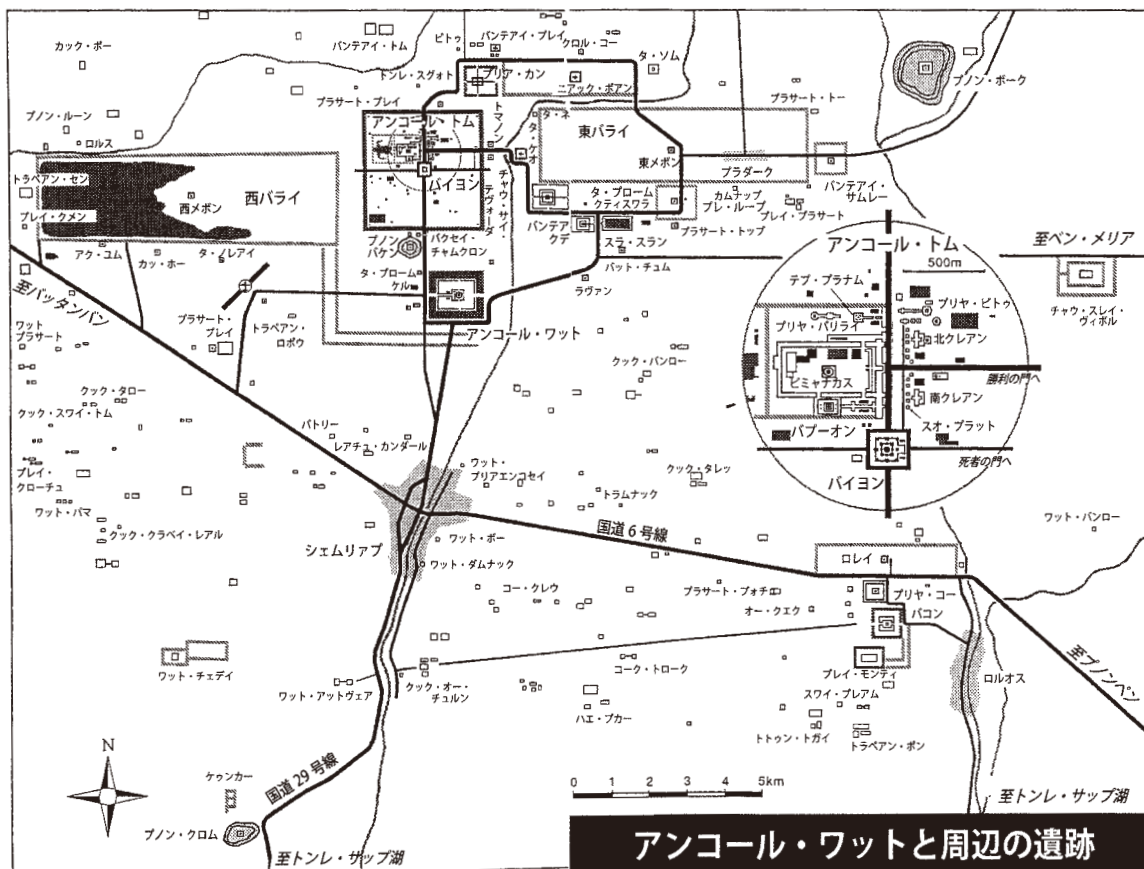 カック・ポー
バンテアイ・トム
ピトゥ
バンテアイ・プレイ
クロル・コー
タ・ソム
プノン・ボーク
トンレ・スグォト
プリア・カン
ニアック・ポアン
プラサート・プレイ
プラサート・トー
プノン・ルーン
ロルス
アンコール・トム
トマノン
タ・ケオ
タ・ネ
東バライ
東メボン
プラダーク
バンテアイ・
サムレー
トラペアン・セン
西メボン
西バライ
プレイ・クメン
バイヨン
テヴォーダ
チャウ・サイ・
タ・プローム
クティスワラ
カムナップ
プレ・ループ
プレイ・プラサート
バンテアイ・
クデ
スラ・スラン
プラサート・トップ
アク・ユム
カッ・ホー
タ・ノレアイ
プノン・
バケン
バクセイ・
チャムクロン
バット・チュム
ラヴァン
タ・プローム・
ケル
アンコール・ワット
至バッタンバン
プラサート・
プレイ
トラペアン・
ロポウ
ワット
プラサート
クック・バンロー
クック・タロー
クック・スワイ・トム
パトリー
レアチュ・カンダール
ワット・
プリアエンコセイ
クック・タレッ
トラムナック
プレイ・
クローチュ
ワット・パマ
クック・クラベイ・レアル
国道6号線
シェムリァプ
ワット・ポー
ワット・ダムナック
コー・クレウ
プラサート・プォチ
オー・クエク
ロレイ
プリヤ・コー
バコン
プレイ・モンティ
ロルオス
至プノンペン
ワット・バンロー
ワット・チェデイ
ワット・アットヴェア
クック・オー・
チュルン
コーク・トローク
ハエ・プカー
スワイ・プレアム
トトゥン・トガイ
トラペアン・ポン
アンコール・トム
500m
テプ・プラナム
プリヤ・ピトゥ
プリヤ・パリライ
北クレアン
ピミャナカス
勝利の門へ
南クレアン
バプーオン
スオ・プラット
死者の門へ
バイヨン
至ベン・メリア
チャウ・スレイ・
ヴィボル
N
ケゥンカー
プノン・クロム
国道29号線
至トンレ・サップ湖
0 1 2 3 4 5km
至トンレ・サップ湖
アンコール・ワットと周辺の遺跡